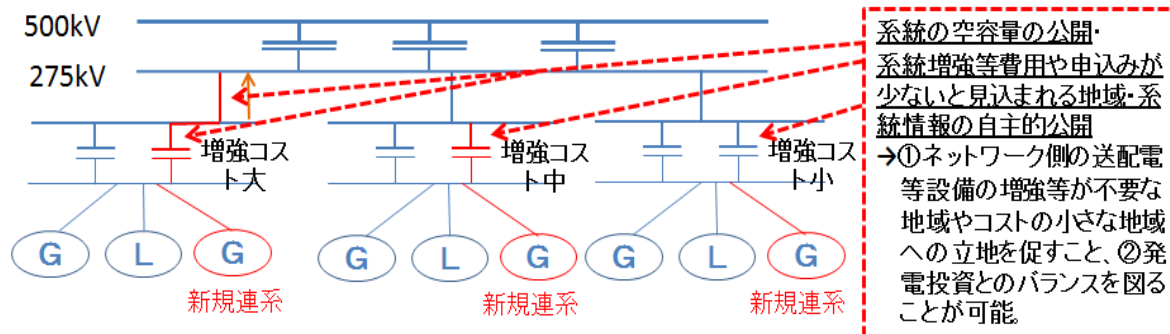 500kV
275kV
増強コス
ト大
増強コス
ト中
増強コス
ト小
G
L
G
G
L
G
G
L
G
新規連系
新規連系
新規連系
系統の空容量の公開・
系統増強等費用や申込みが
少ないと見込まれる地域・系
統情報の自主的公開
→①ネットワーク側の送配電
等設備の増強等が不要な
地域やコストの小さな地域
への立地を促すこと、②発
電投資とのバランスを図る
ことが可能。